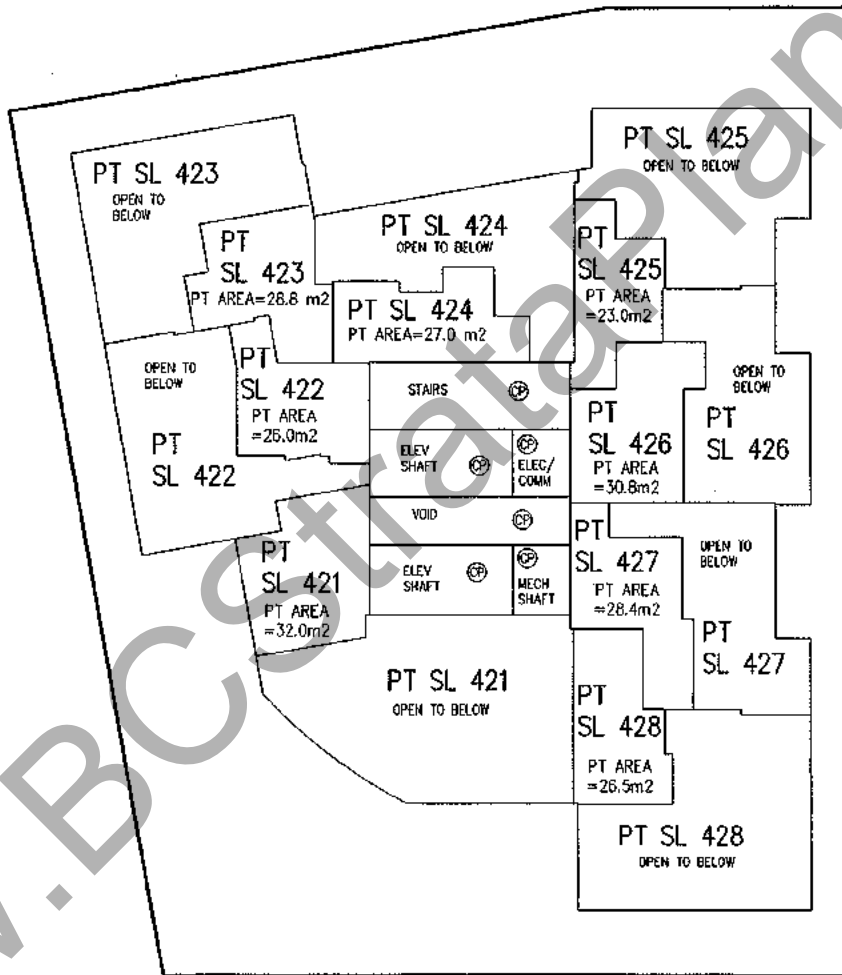 PT SL 423
OPEN TO
BELOW
PT
SL 423
PT AREA=28.8 m2
PT SL 424
OPEN TO BELOW
PT SL 424
PT AREA=27.0 m2
PT SL 425
OPEN TO BELOW
PT
SL 425
PT AREA
=23.0m2
OPEN TO
BELOW
PT
SL 422
PT
SL 422
PT AREA
=26.0m2
STAIRS
CP
ELEV
SHAFT
CP
CP
ELEC/
COMM
VOID
CP
ELEV
SHAFT
CP
CP
MECH
SHAFT
PT
SL 426
PT AREA
=30.8m2
OPEN TO
BELOW
PT
SL 426
PT
SL 421
PT AREA
=32.0m2
PT SL 421
OPEN TO BELOW
PT
SL 427
PT AREA
=28.4m2
OPEN TO
BELOW
PT
SL 427
PT
SL 428
PT AREA
=26.5m2
PT SL 428
OPEN TO BELOW
.BCStrataPlan